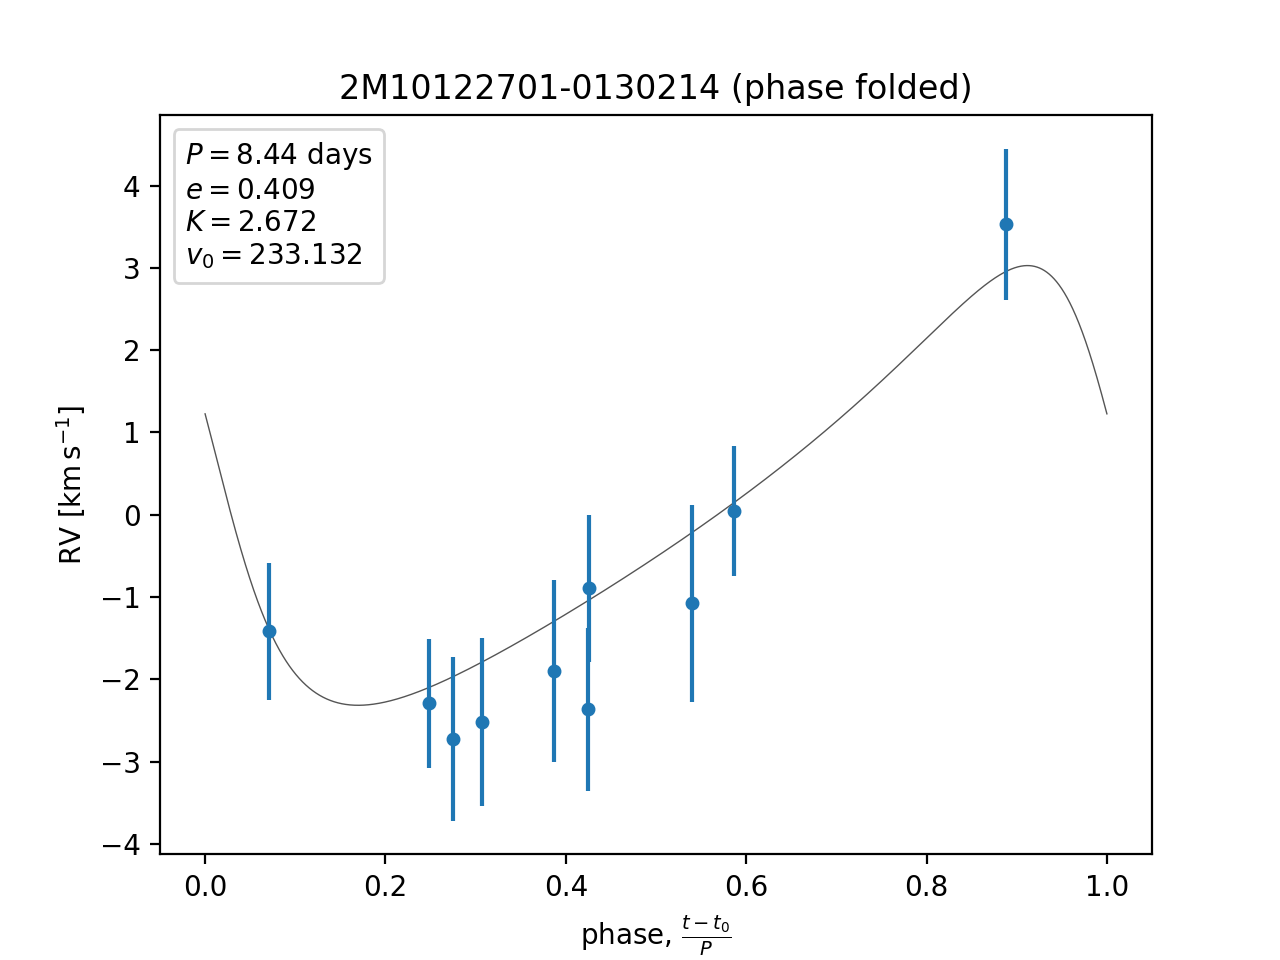 2M10122701-0130214 (phase folded)
P = 8.44 days
e = 0.409
K = 2.672
v₀ = 233.132
4
3
2
1
0
−1
−2
−3
−4
RV [km s⁻¹]
0.0 0.2 0.4 0.6 0.8 1.0
phase, (t − t₀)/P